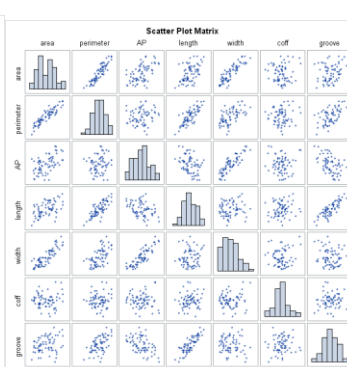 Scatter Plot Matrix
area perimeter AP length width coff groove
area
perimeter
AP
length
width
coff
groove